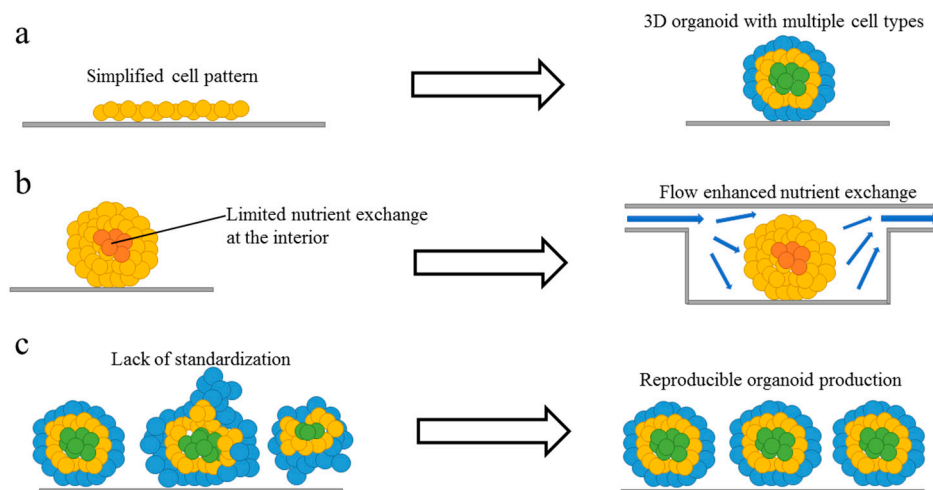 a
Simplified cell pattern
3D organoid with multiple cell types
b
Limited nutrient exchange
at the interior
Flow enhanced nutrient exchange
c
Lack of standardization
Reproducible organoid production